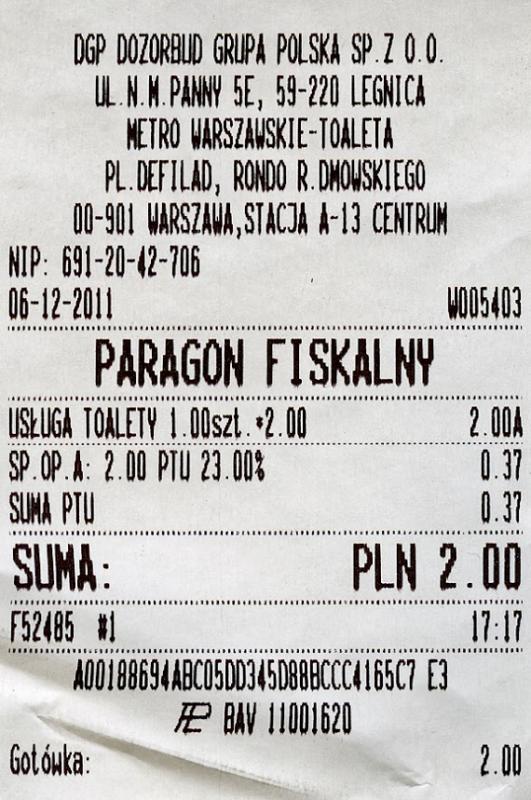 DGP DOZORBUD GRUPA POLSKA SP.Z O.O.
UL.N.M.PANNY 5E, 59-220 LEGNICA
METRO WARSZAWSKIE-TOALETA
PL.DEFILAD, RONDO R.DMOWSKIEGO
00-901 WARSZAWA,STACJA A-13 CENTRUM
NIP: 691-20-42-706
06-12-2011 W005403
PARAGON FISKALNY
USŁUGA TOALETY 1.00szt.*2.00 2.00A
SP.OP.A: 2.00 PTU 23.00% 0.37
SUMA PTU 0.37
SUMA: PLN 2.00
F52485 #1 17:17
A00188694ABC05DD345D88BCCC4165C7 E3
BAV 11001620
Gotówka: 2.00